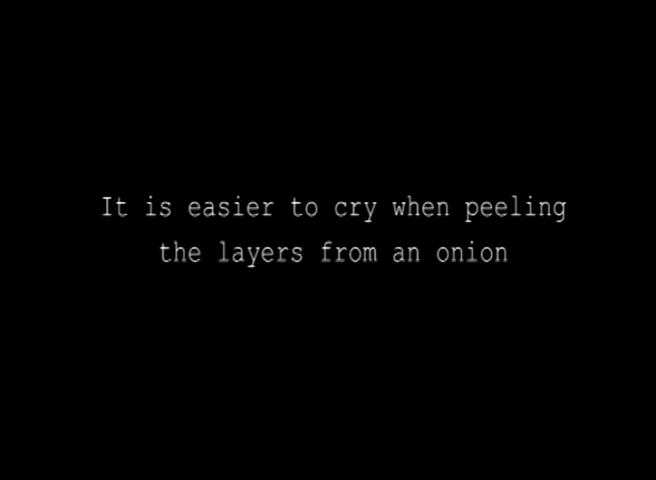 It is easier to cry when peeling
the layers from an onion